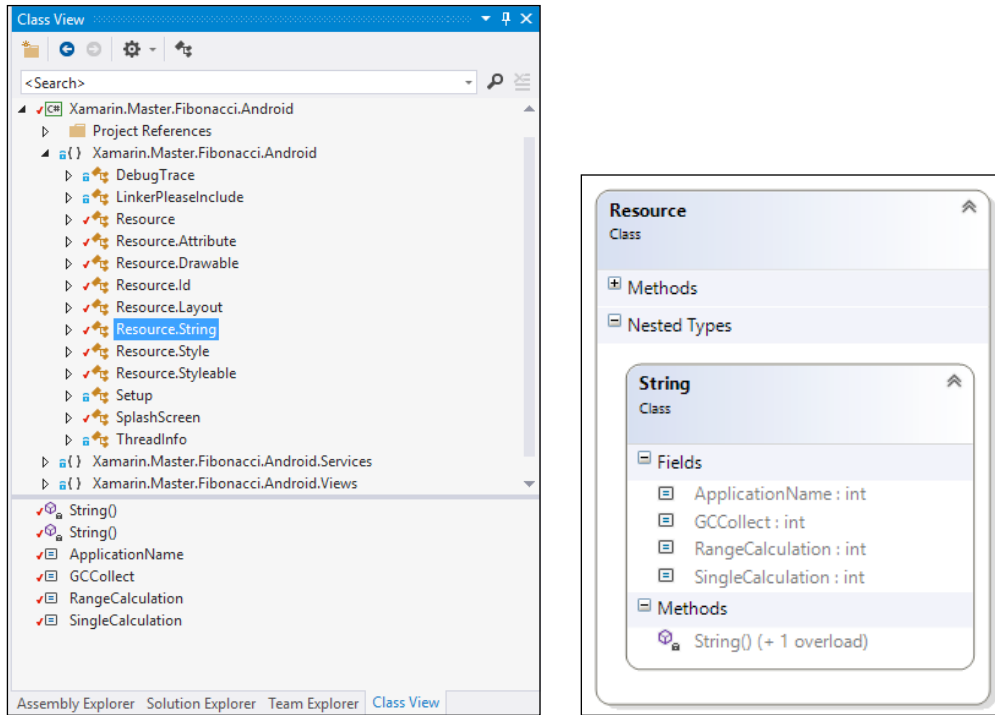 Class View
<Search>
C# Xamarin.Master.Fibonacci.Android
Project References
{ } Xamarin.Master.Fibonacci.Android
DebugTrace
LinkerPleaseInclude
Resource
Resource.Attribute
Resource.Drawable
Resource.Id
Resource.Layout
Resource.String
Resource.Style
Resource.Styleable
Setup
SplashScreen
ThreadInfo
{ } Xamarin.Master.Fibonacci.Android.Services
{ } Xamarin.Master.Fibonacci.Android.Views
String()
String()
ApplicationName
GCCollect
RangeCalculation
SingleCalculation
Assembly Explorer Solution Explorer Team Explorer Class View
Resource
Class
Methods
Nested Types
String
Class
Fields
ApplicationName : int
GCCollect : int
RangeCalculation : int
SingleCalculation : int
Methods
String() (+ 1 overload)